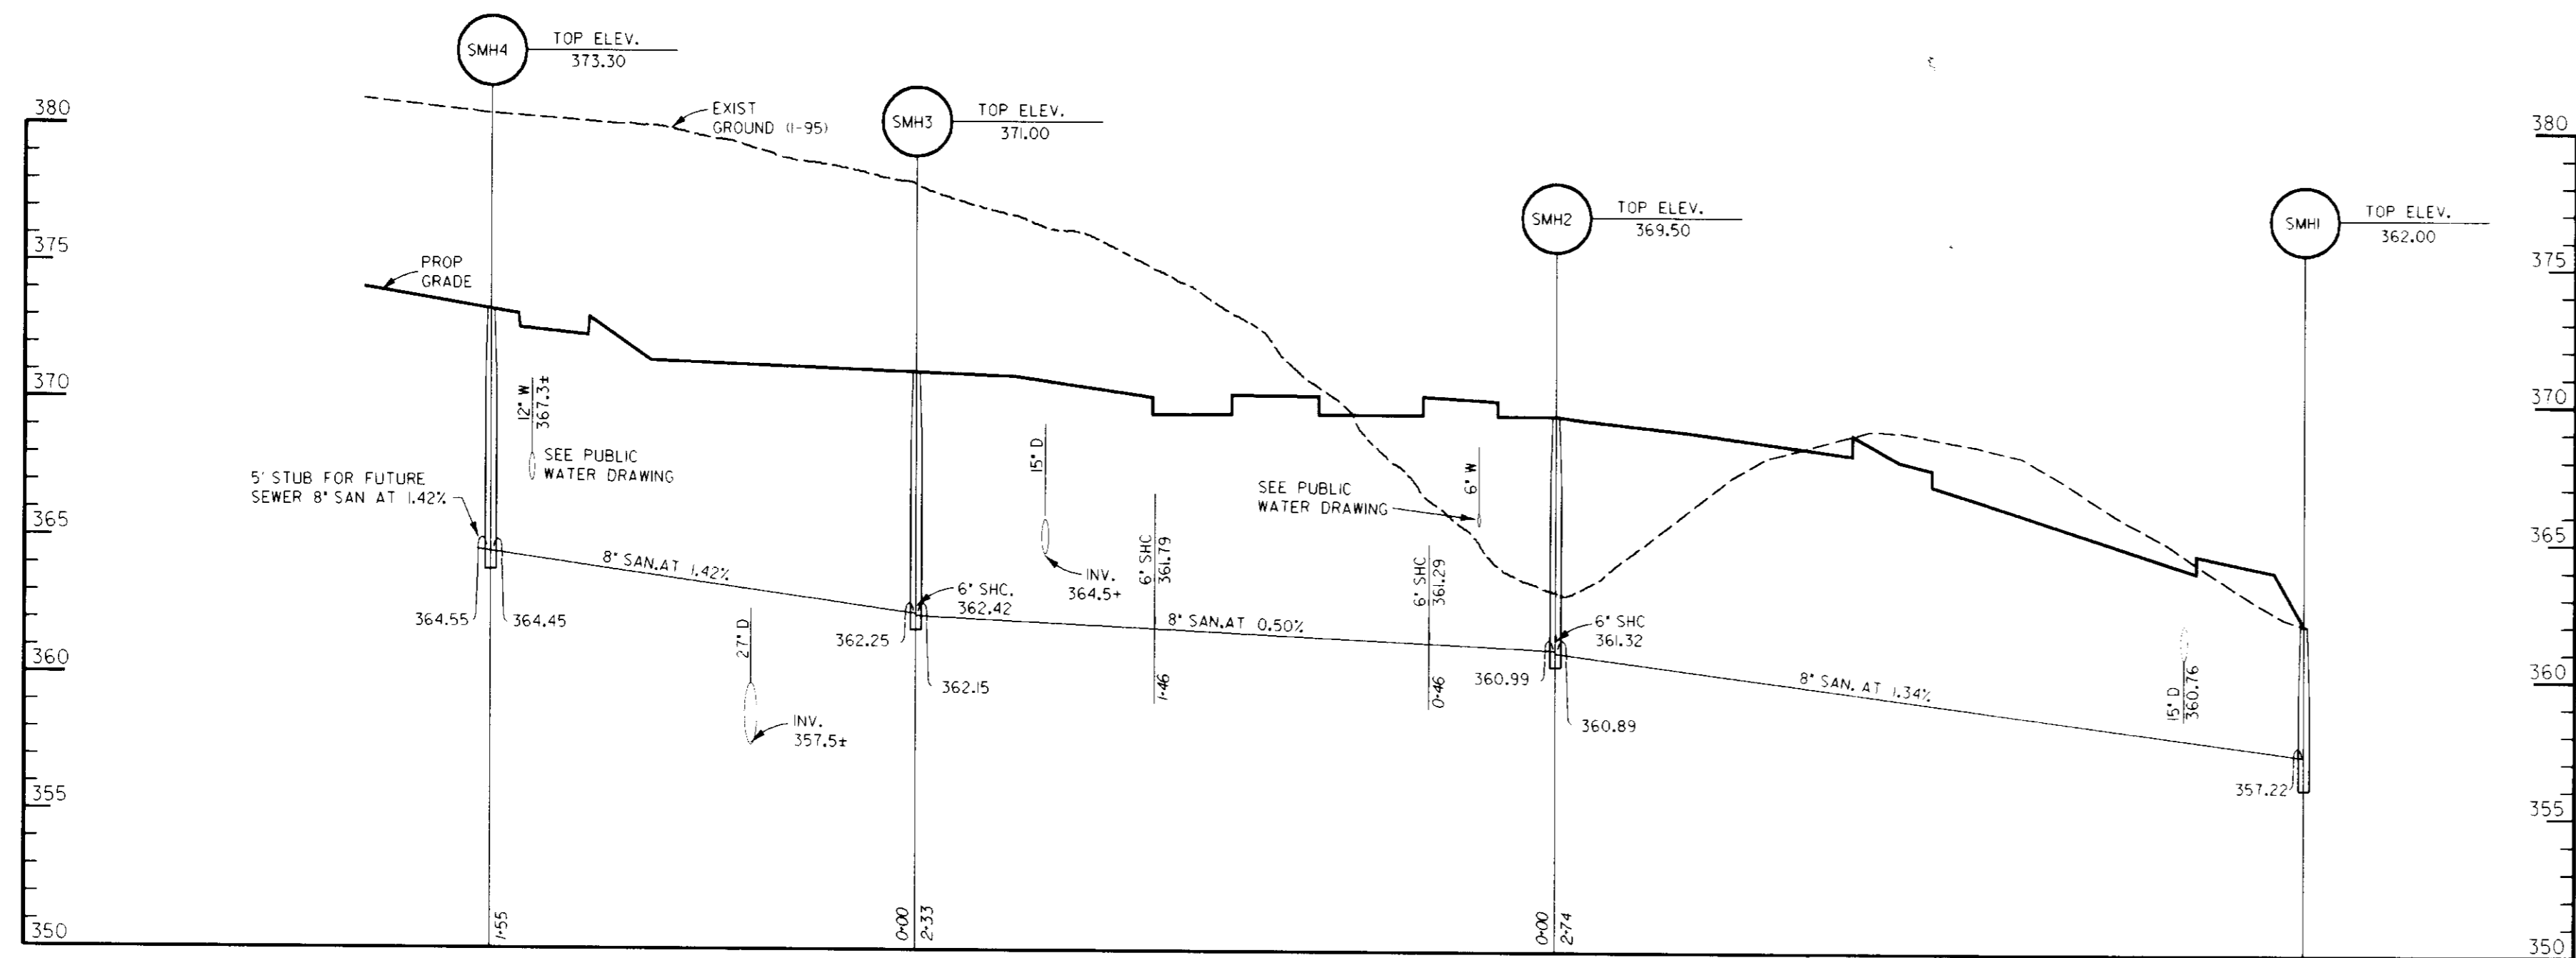 SMH4
TOP ELEV.
373.30
SMH3
TOP ELEV.
371.00
SMH2
TOP ELEV.
369.50
SMH1
TOP ELEV.
362.00
380
375
370
365
360
355
350
380
375
370
365
360
355
350
EXIST
GROUND (1-95)
PROP
GRADE
12" W
367.3±
SEE PUBLIC
WATER DRAWING
5' STUB FOR FUTURE
SEWER 8" SAN AT 1.42%
8" SAN.AT 1.42%
364.55
364.45
27" D
INV.
357.5±
6" SHC.
362.42
362.25
362.15
15" D
INV.
364.5+
6" SHC
361.79
1+46
8" SAN.AT 0.50%
SEE PUBLIC
WATER DRAWING
6" W
6" SHC
361.29
0+46
6" SHC
361.32
360.99
360.89
8" SAN. AT 1.34%
15" D
360.76
357.22
1+55
0+00
2+33
0+00
2+74